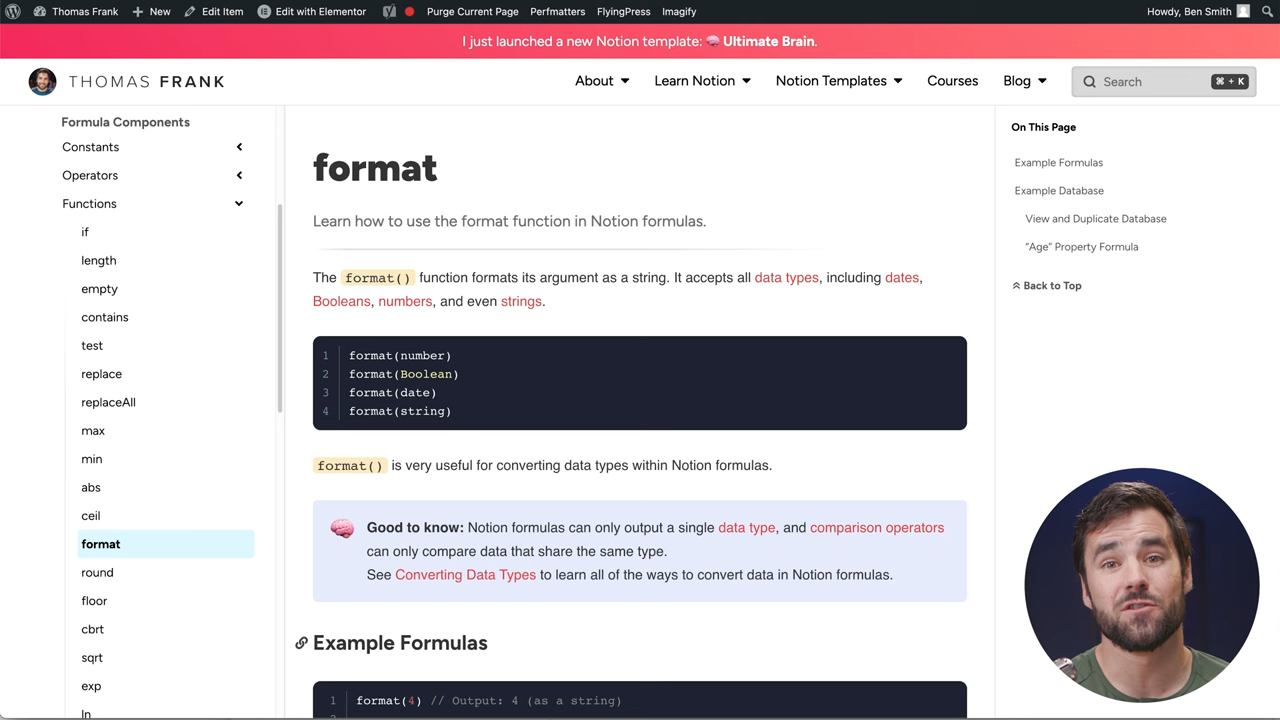 Thomas Frank New Edit Item Edit with Elementor Purge Current Page Perfmatters FlyingPress Imagify Howdy, Ben Smith
I just launched a new Notion template: 🧠 Ultimate Brain.
THOMAS FRANK About Learn Notion Notion Templates Courses Blog Search ⌘ + K
Formula Components
Constants
Operators
Functions
if
length
empty
contains
test
replace
replaceAll
max
min
abs
ceil
format
round
floor
cbrt
sqrt
exp
ln
format
Learn how to use the format function in Notion formulas.
The format() function formats its argument as a string. It accepts all data types, including dates,
Booleans, numbers, and even strings.
1 format(number)
2 format(Boolean)
3 format(date)
4 format(string)
format() is very useful for converting data types within Notion formulas.
Good to know: Notion formulas can only output a single data type, and comparison operators
can only compare data that share the same type.
See Converting Data Types to learn all of the ways to convert data in Notion formulas.
Example Formulas
1 format(4) // Output: 4 (as a string)
On This Page
Example Formulas
Example Database
View and Duplicate Database
“Age” Property Formula
Back to Top